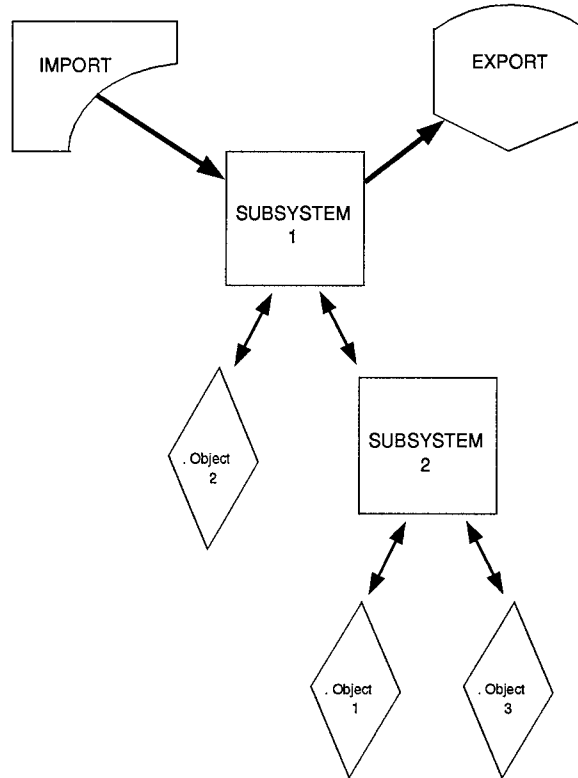 IMPORT
EXPORT
SUBSYSTEM
1
. Object
2
SUBSYSTEM
2
. Object
1
. Object
3